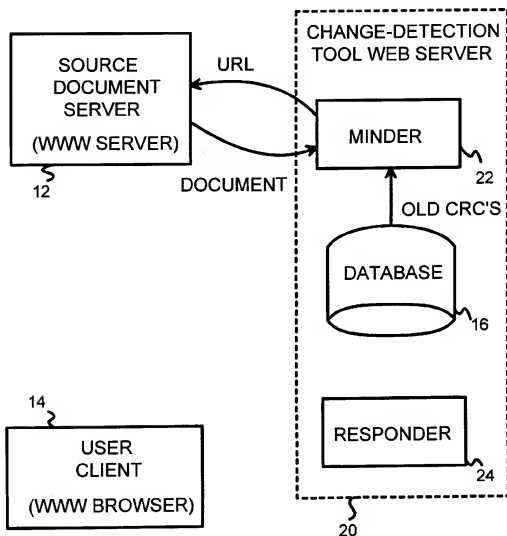 SOURCE
DOCUMENT
SERVER
(WWW SERVER)
12
URL
DOCUMENT
CHANGE-DETECTION
TOOL WEB SERVER
MINDER
22
OLD CRC'S
DATABASE
16
RESPONDER
24
20
14
USER
CLIENT
(WWW BROWSER)